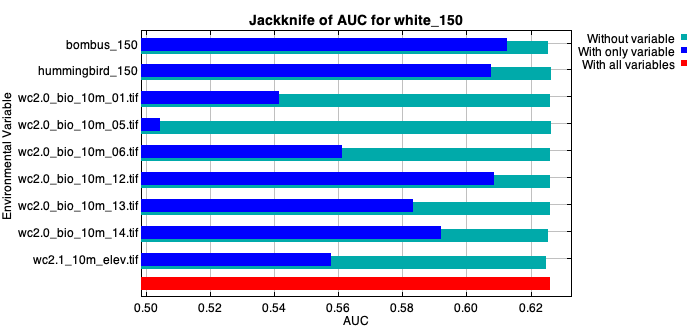 Jackknife of AUC for white_150
Without variable
With only variable
With all variables
Environmental Variable
bombus_150
hummingbird_150
wc2.0_bio_10m_01.tif
wc2.0_bio_10m_05.tif
wc2.0_bio_10m_06.tif
wc2.0_bio_10m_12.tif
wc2.0_bio_10m_13.tif
wc2.0_bio_10m_14.tif
wc2.1_10m_elev.tif
0.50 0.52 0.54 0.56 0.58 0.60 0.62
AUC